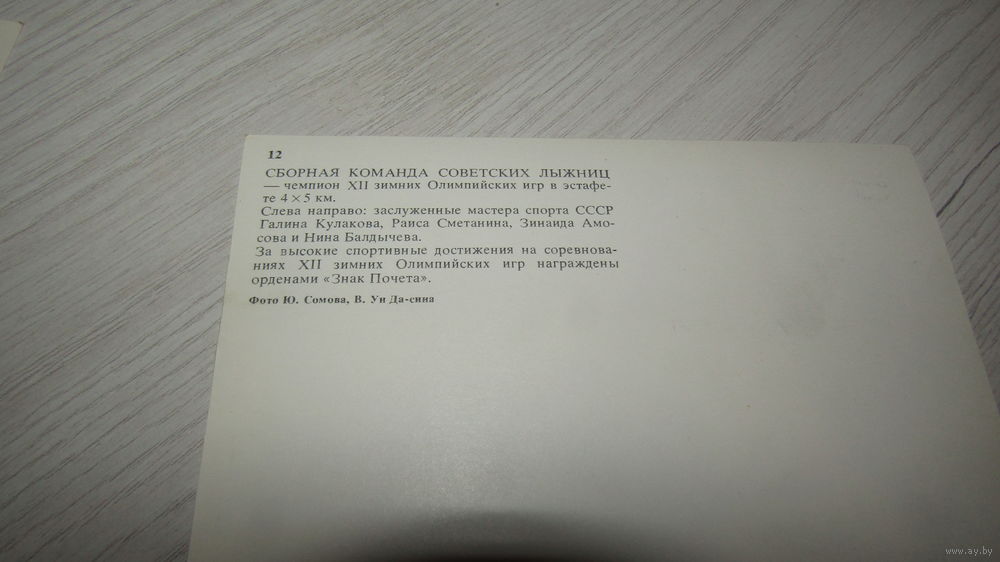 12
СБОРНАЯ КОМАНДА СОВЕТСКИХ ЛЫЖНИЦ
— чемпион XII зимних Олимпийских игр в эстафе-
те 4×5 км.
Слева направо: заслуженные мастера спорта СССР
Галина Кулакова, Раиса Сметанина, Зинаида Амо-
сова и Нина Балдычева.
За высокие спортивные достижения на соревнова-
ниях XII зимних Олимпийских игр награждены
орденами «Знак Почета».
Фото Ю. Сомова, В. Ун Да-сина
www.ay.by